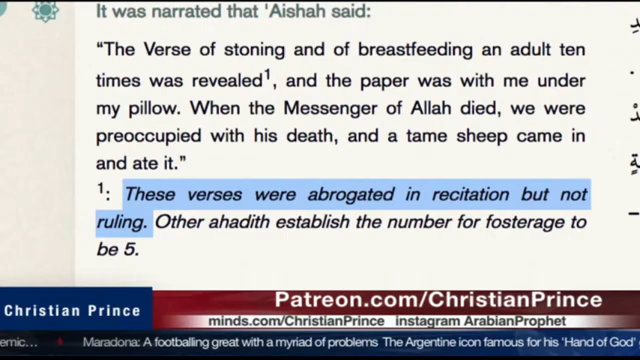 It was narrated that 'Aishah said:
"The Verse of stoning and of breastfeeding an adult ten
times was revealed1, and the paper was with me under
my pillow. When the Messenger of Allah died, we were
preoccupied with his death, and a tame sheep came in
and ate it."
1: These verses were abrogated in recitation but not
ruling. Other ahadith establish the number for fosterage to
be 5.
Christian Prince
Patreon.com/ChristianPrince
minds.com/ChristianPrince instagram ArabianProphet
emic... Maradona: A footballing great with a myriad of problems The Argentine icon famous for his 'Hand of God'